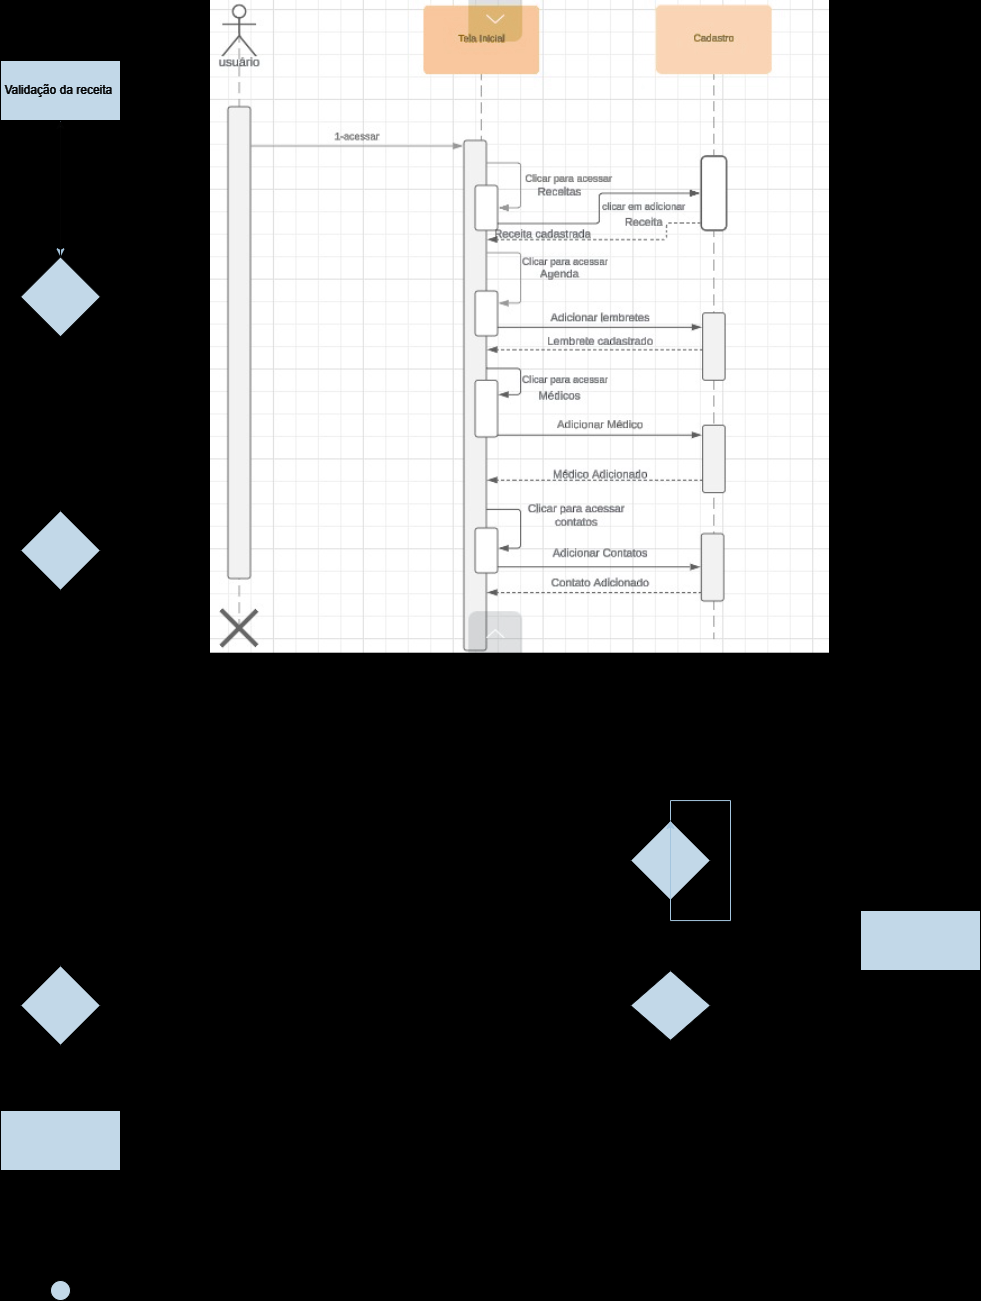 usuário
Tela Inicial
Cadastro
Validação da receita
1-acessar
Clicar para acessar
Receitas
clicar em adicionar
Receita
Receita cadastrada
Clicar para acessar
Agenda
Adicionar lembretes
Lembrete cadastrado
Clicar para acessar
Médicos
Adicionar Médico
Médico Adicionado
Clicar para acessar
contatos
Adicionar Contatos
Contato Adicionado